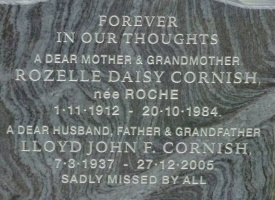 FOREVER
IN OUR THOUGHTS
A DEAR MOTHER & GRANDMOTHER
ROZELLE DAISY CORNISH,
née ROCHE
1·11·1912 - 20·10·1984.
A DEAR HUSBAND, FATHER & GRANDFATHER
LLOYD JOHN F. CORNISH,
7·3·1937 - 27·12·2005
SADLY MISSED BY ALL